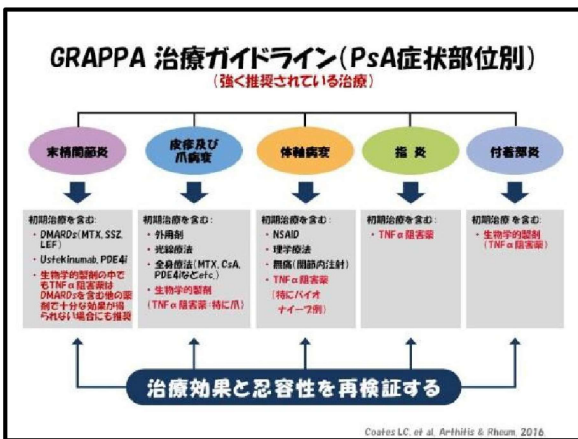 GRAPPA 治療ガイドライン(PsA症状部位別)
(強く推奨されている治療)
末梢関節炎
皮疹及び
爪病変
体軸病変
指 炎
付着部炎
初期治療を含む:
・DMARDs(MTX, SSZ,
LEF)
・Ustekinumab, PDE4i
・生物学的製剤の中で
もTNFα阻害薬は
DMARDsを含む他の薬
剤で十分な効果が得
られない場合にも推奨
初期治療を含む:
・外用剤
・光線療法
・全身療法(MTX, CsA,
PDE4iなどetc.)
・生物学的製剤
(TNFα阻害薬:特に爪)
初期治療を含む:
・NSAID
・理学療法
・無痛(関節内注射)
・TNFα阻害薬
(特にバイオ
ナイーブ例)
初期治療を含む:
・TNFα阻害薬
初期治療を含む:
・生物学的製剤
(TNFα阻害薬)
治療効果と忍容性を再検証する
Coates LC. et al, Arthitis & Rheum, 2016.